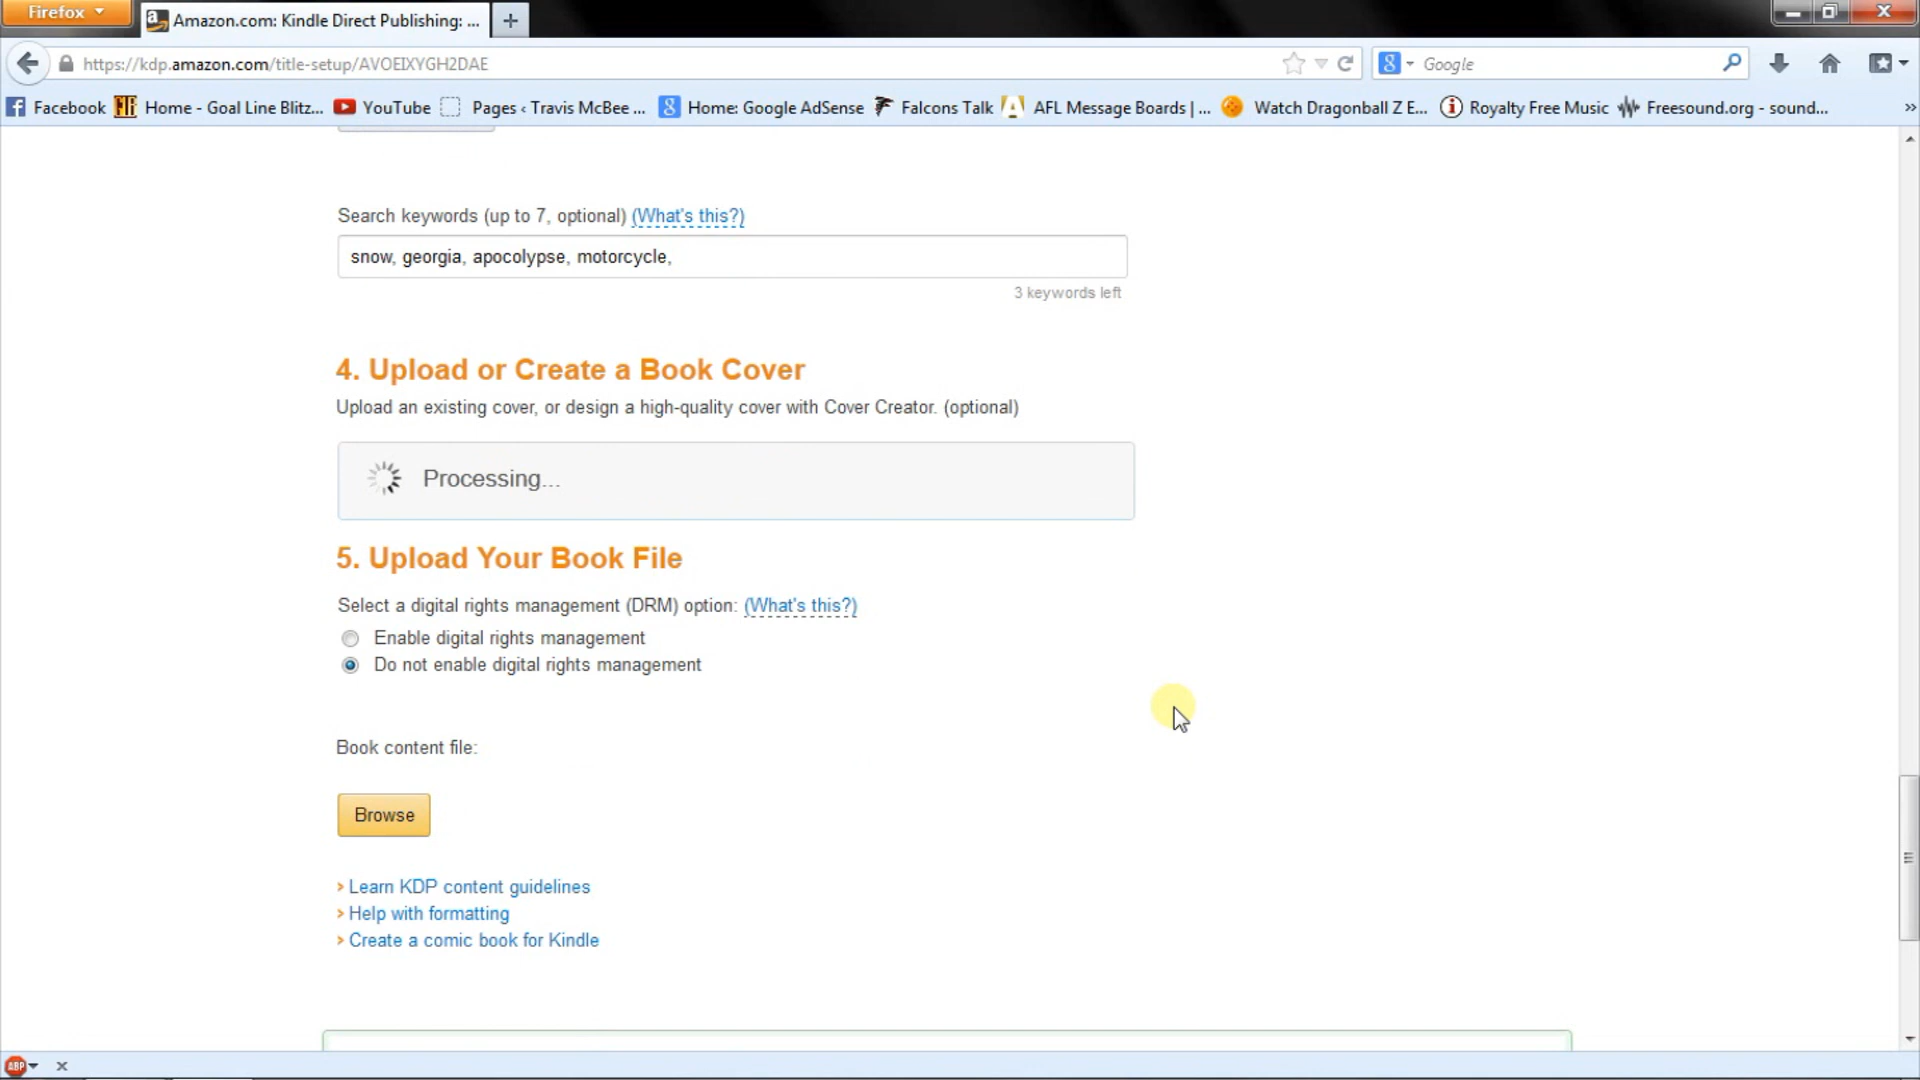 Firefox
Amazon.com: Kindle Direct Publishing: ...
https://kdp.amazon.com/title-setup/AVOEIXYGH2DAE
Google
Facebook Home - Goal Line Blitz... YouTube Pages ‹ Travis McBee ... Home: Google AdSense Falcons Talk AFL Message Boards | ... Watch Dragonball Z E... Royalty Free Music Freesound.org - sound... »
Search keywords (up to 7, optional) (What's this?)
snow, georgia, apocolypse, motorcycle,
3 keywords left
4. Upload or Create a Book Cover
Upload an existing cover, or design a high-quality cover with Cover Creator. (optional)
Processing...
5. Upload Your Book File
Select a digital rights management (DRM) option: (What's this?)
Enable digital rights management
Do not enable digital rights management
Book content file:
Browse
› Learn KDP content guidelines
› Help with formatting
› Create a comic book for Kindle
ABP